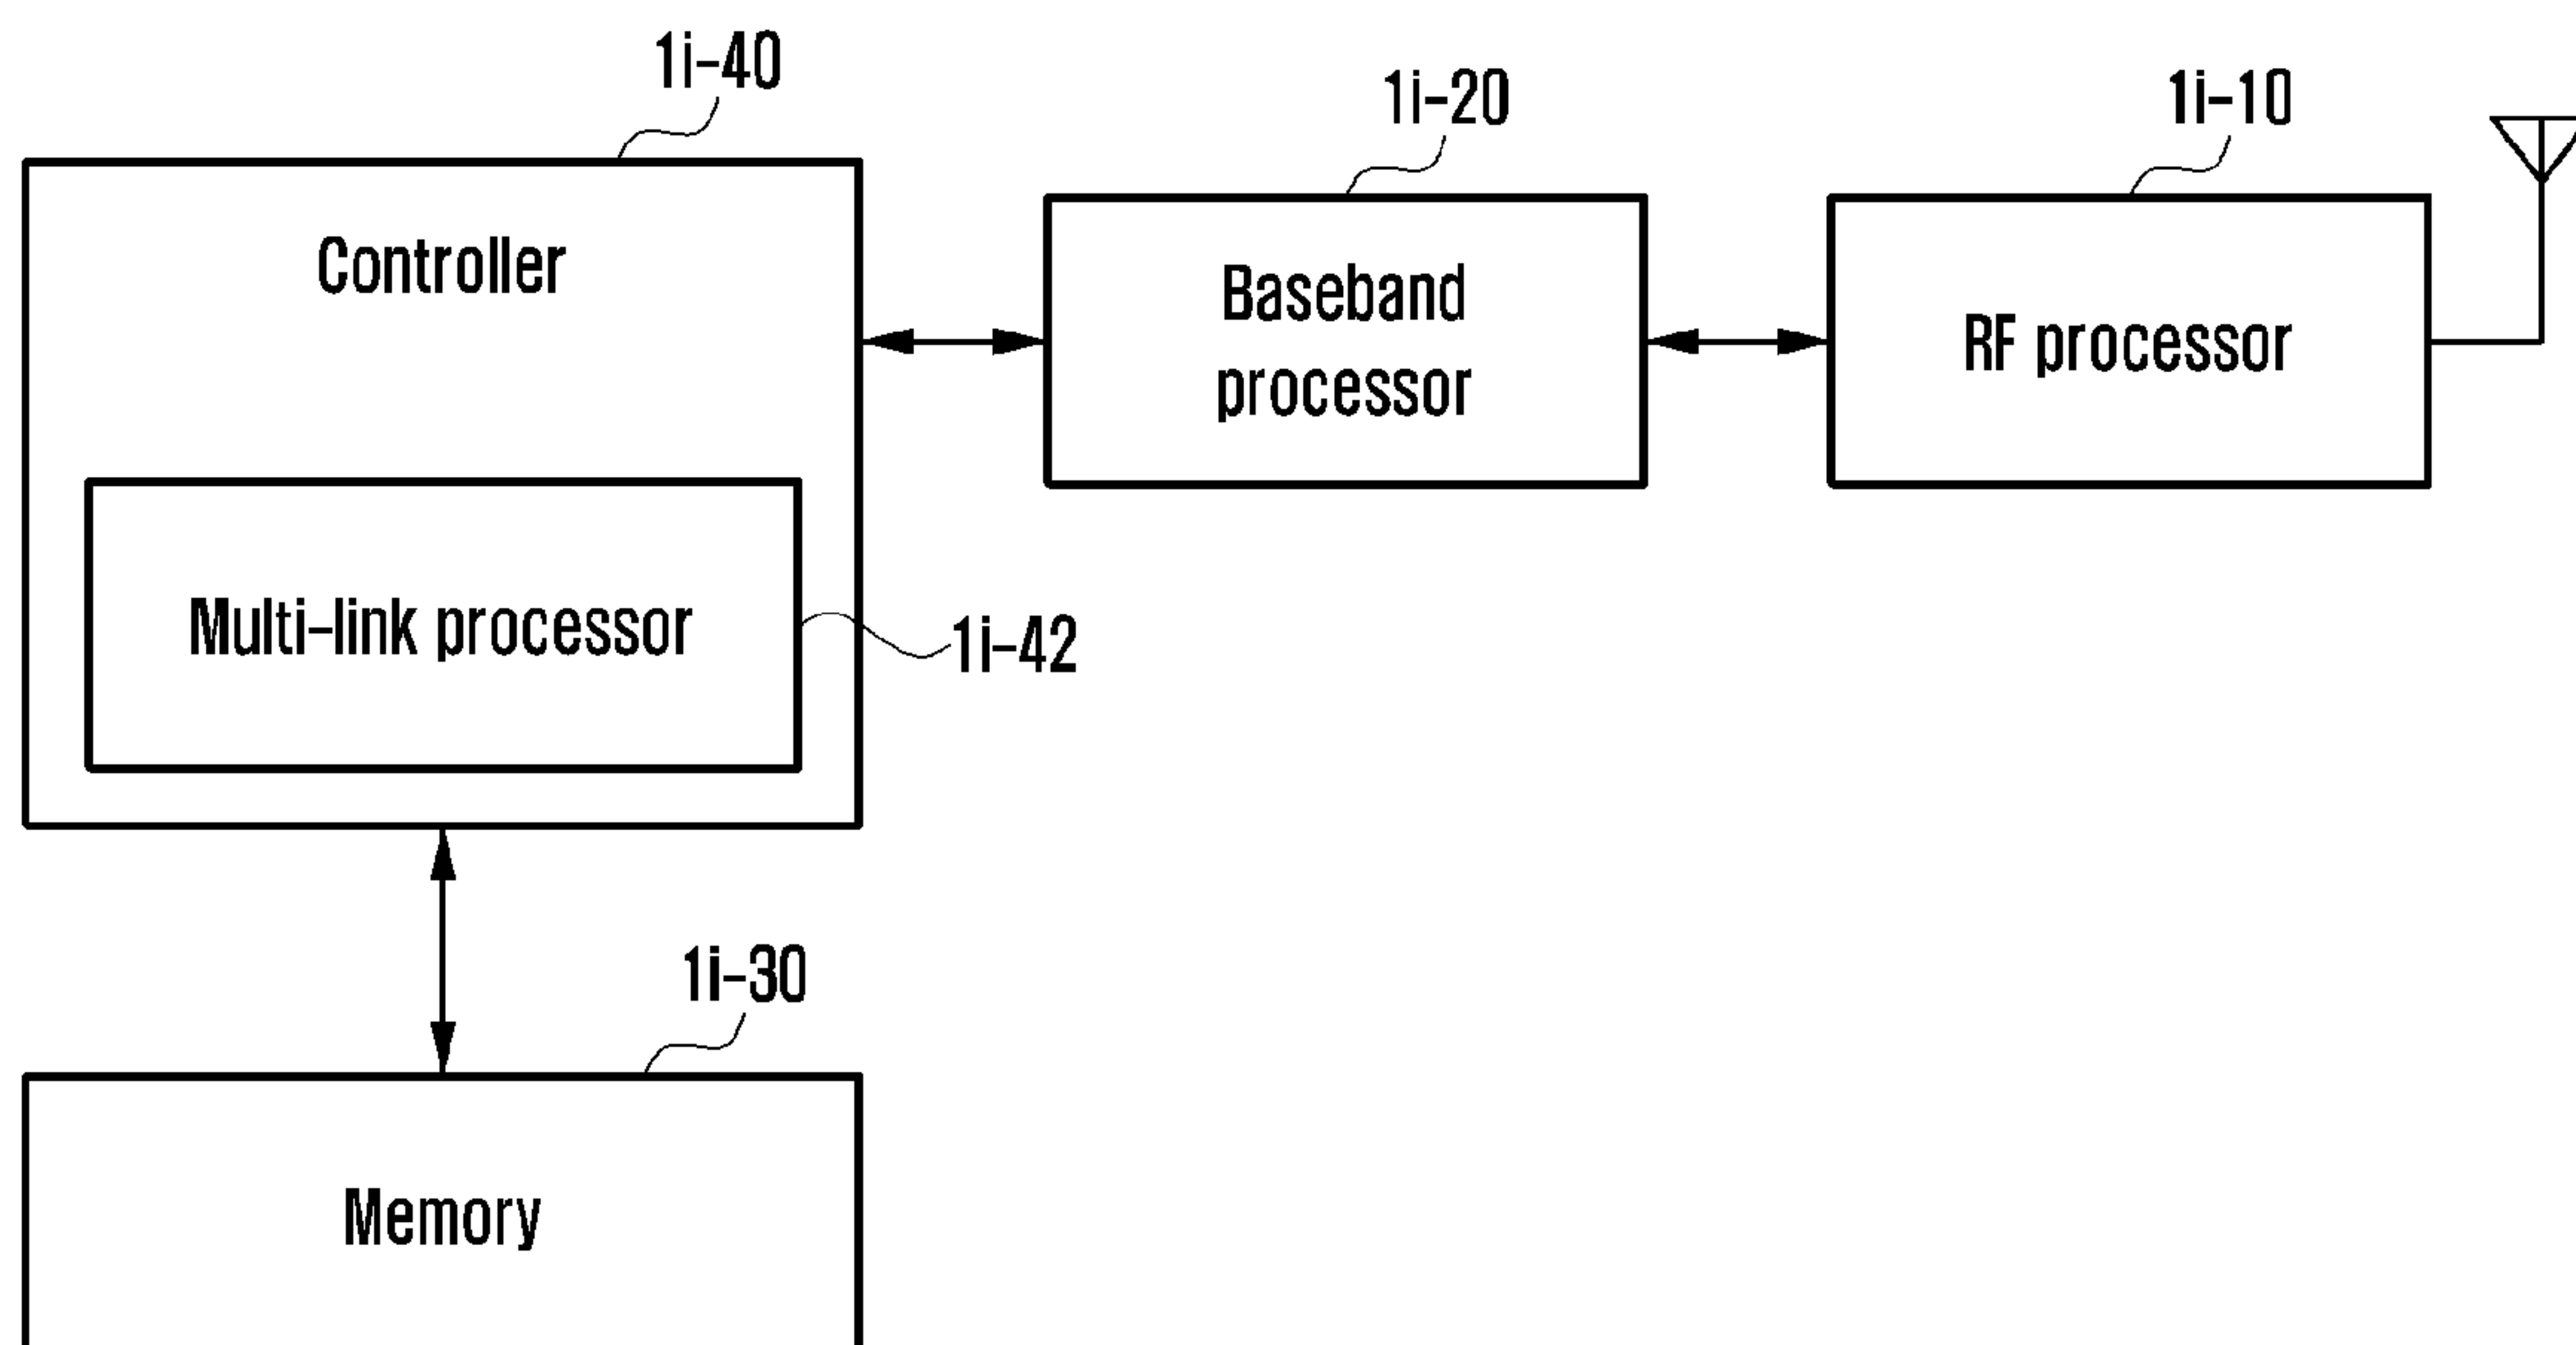 1i-40
1i-20
1i-10
Controller
Baseband
processor
RF processor
Multi-link processor
1i-42
1i-30
Memory